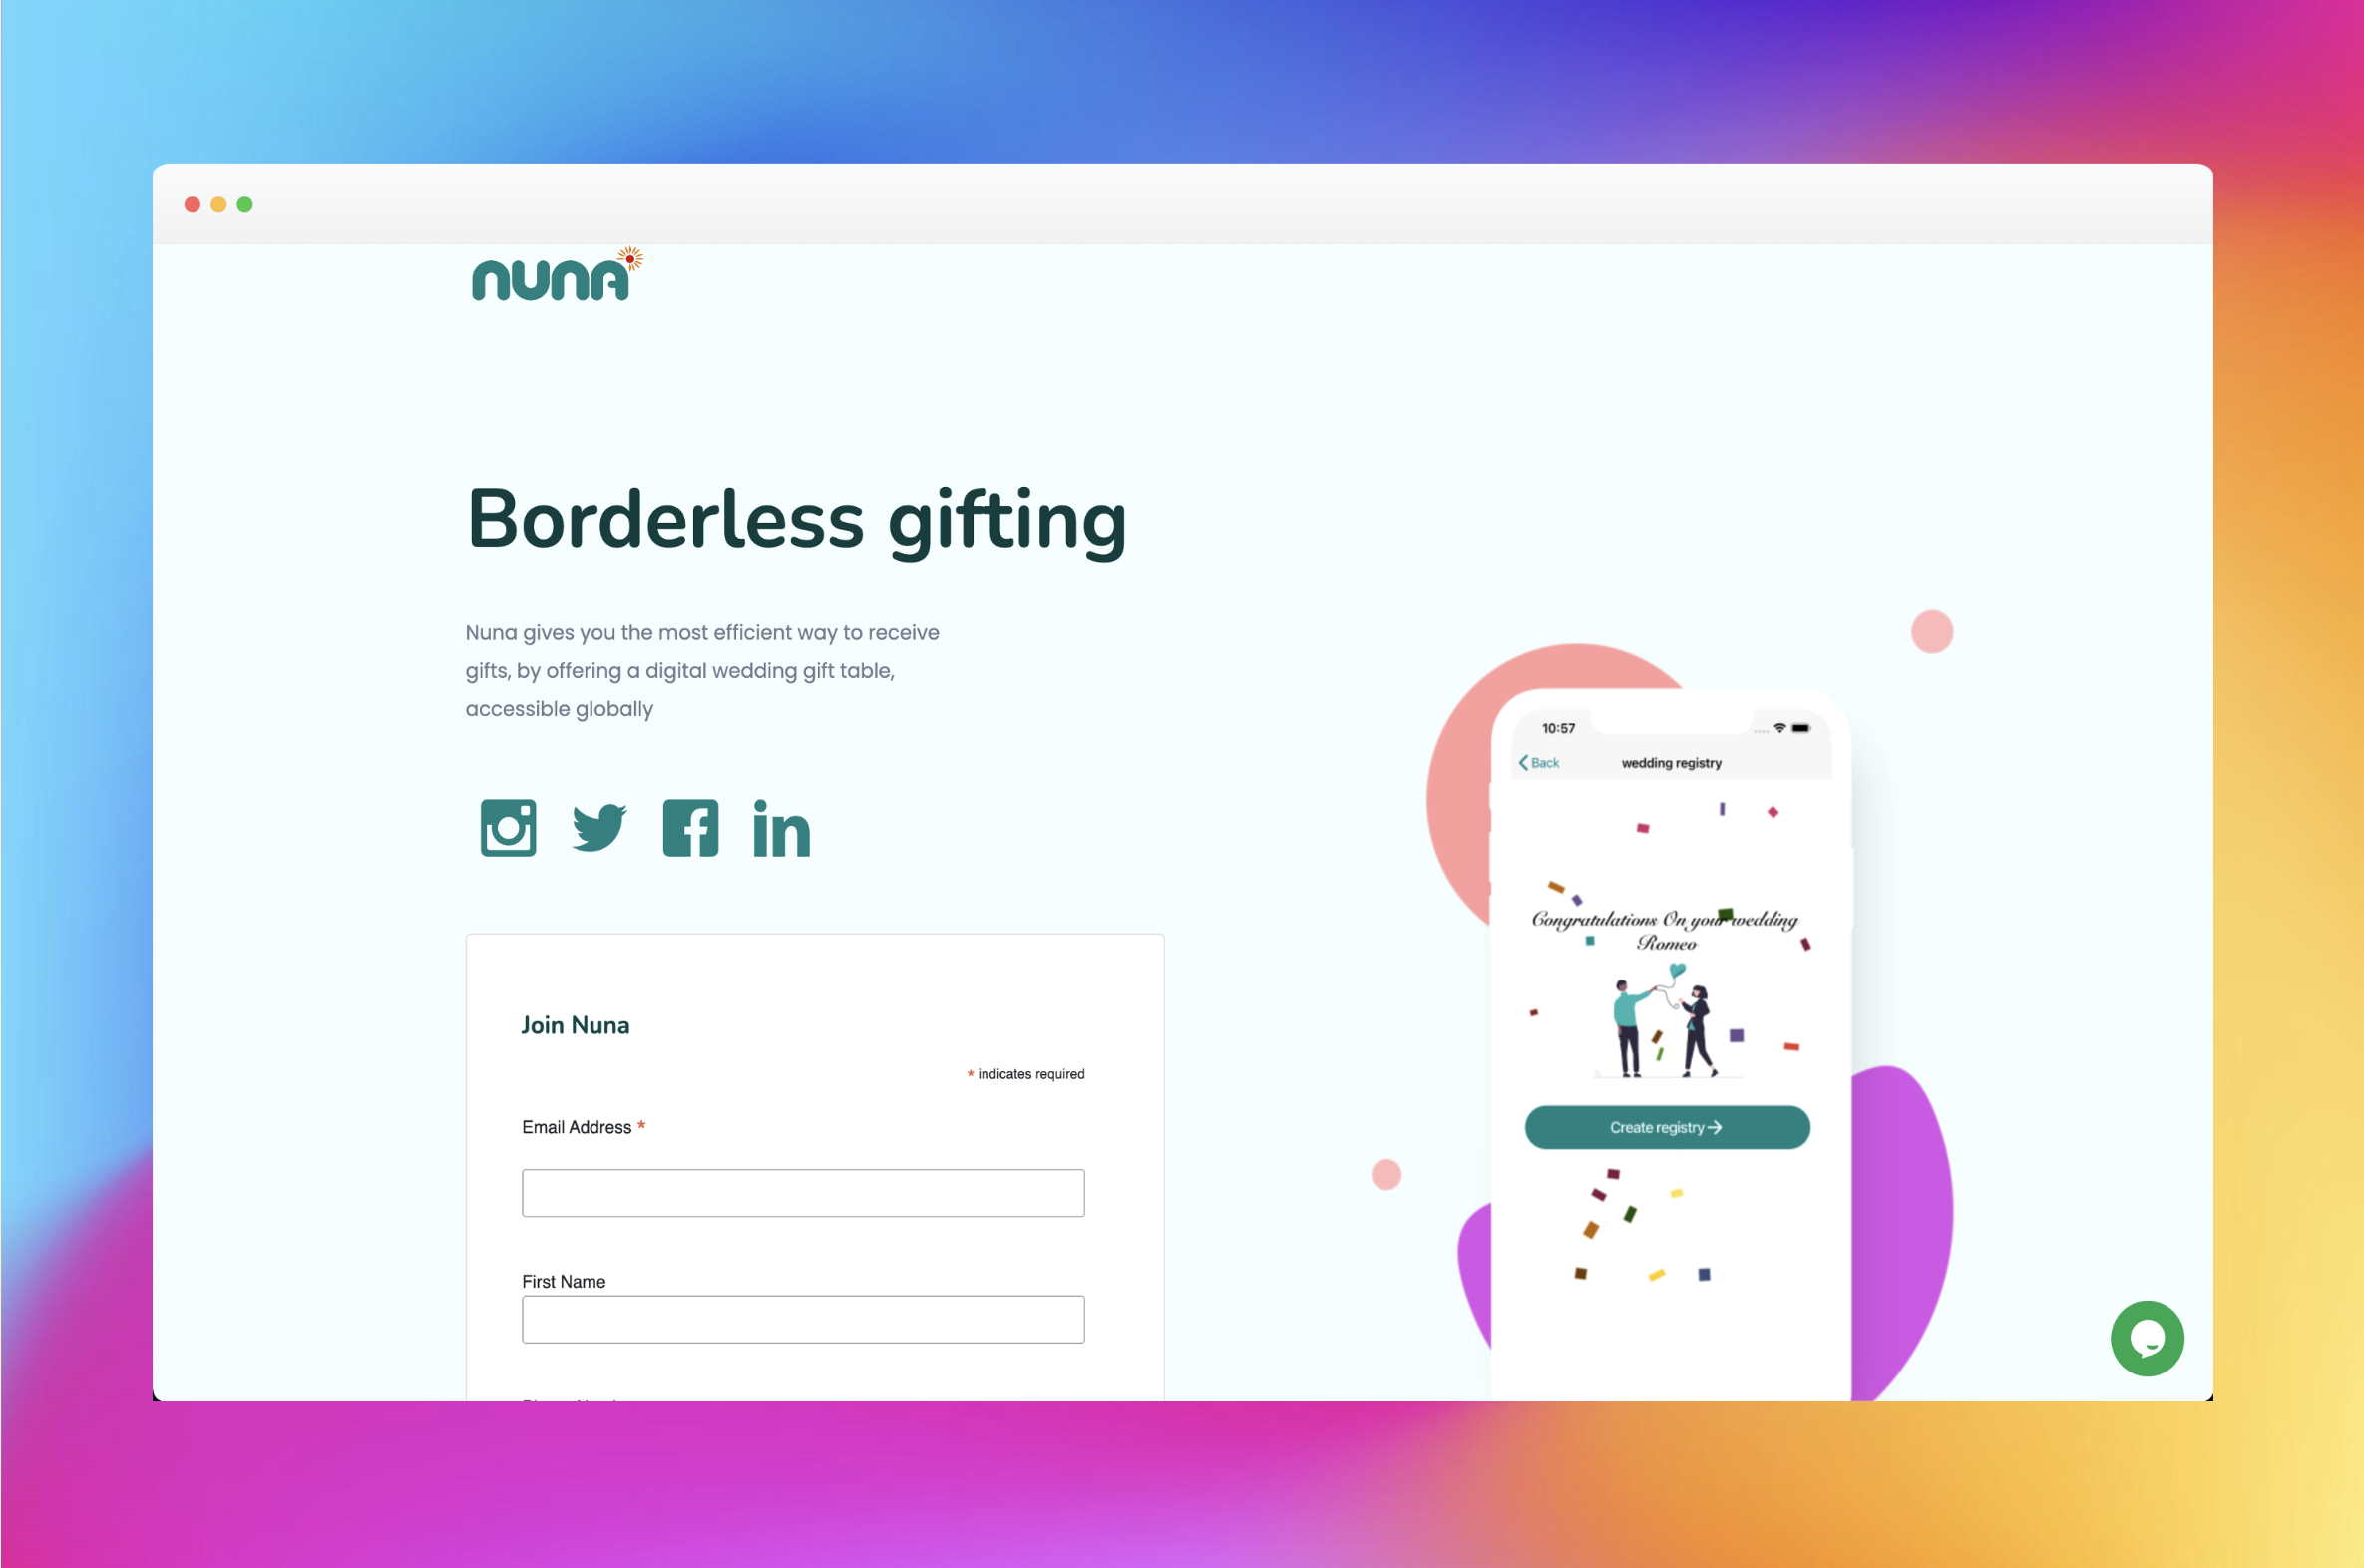 nuna
Borderless gifting
Nuna gives you the most efficient way to receive
gifts, by offering a digital wedding gift table,
accessible globally
Join Nuna
* indicates required
Email Address *
First Name
10:57
Back
wedding registry
Congratulations On your wedding
Romeo
Create registry